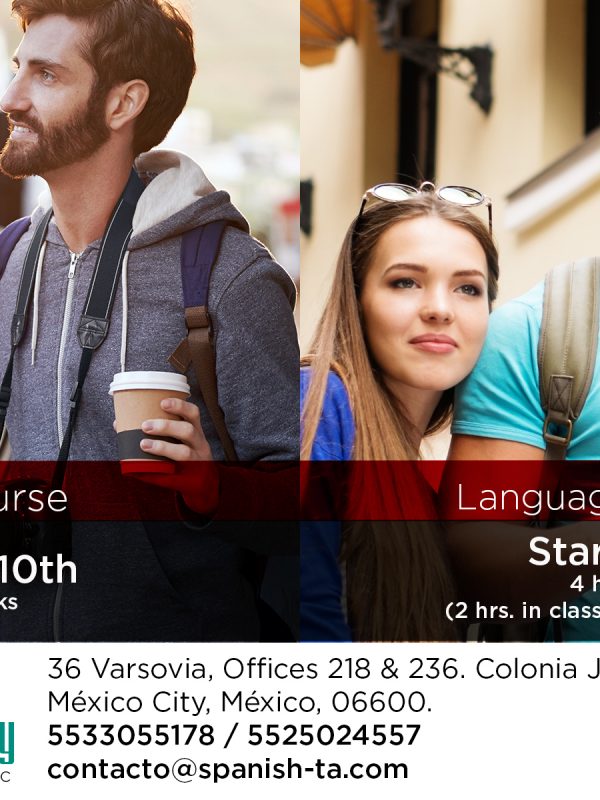 urse
10th
ks
Languag
Star
4 h
(2 hrs. in class
36 Varsovia, Offices 218 & 236. Colonia J
México City, México, 06600.
5533055178 / 5525024557
contacto@spanish-ta.com
y
C